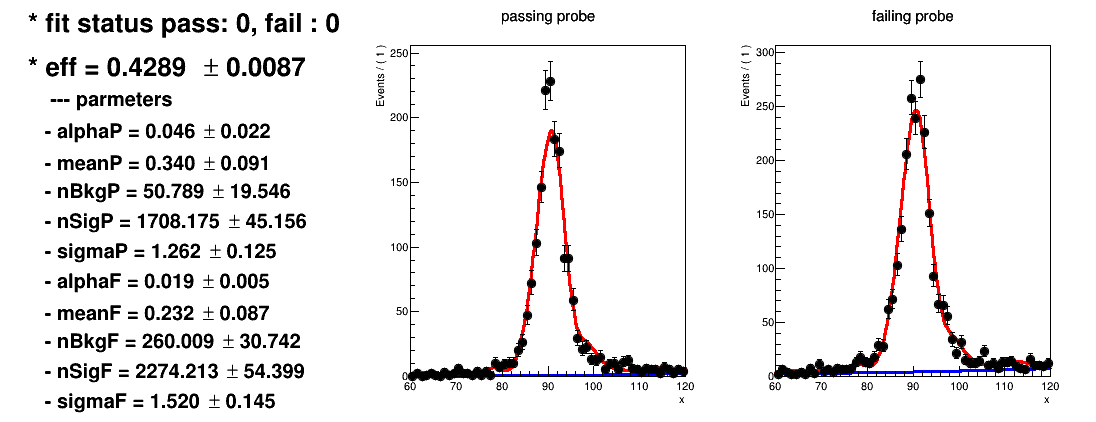 * fit status pass: 0, fail : 0
* eff = 0.4289 ± 0.0087
--- parmeters
- alphaP = 0.046 ± 0.022
- meanP = 0.340 ± 0.091
- nBkgP = 50.789 ± 19.546
- nSigP = 1708.175 ± 45.156
- sigmaP = 1.262 ± 0.125
- alphaF = 0.019 ± 0.005
- meanF = 0.232 ± 0.087
- nBkgF = 260.009 ± 30.742
- nSigF = 2274.213 ± 54.399
- sigmaF = 1.520 ± 0.145
passing probe
Events / ( 1 )
250
200
150
100
50
0
60 70 80 90 100 110 120
x
failing probe
Events / ( 1 )
300
250
200
150
100
50
0
60 70 80 90 100 110 120
x